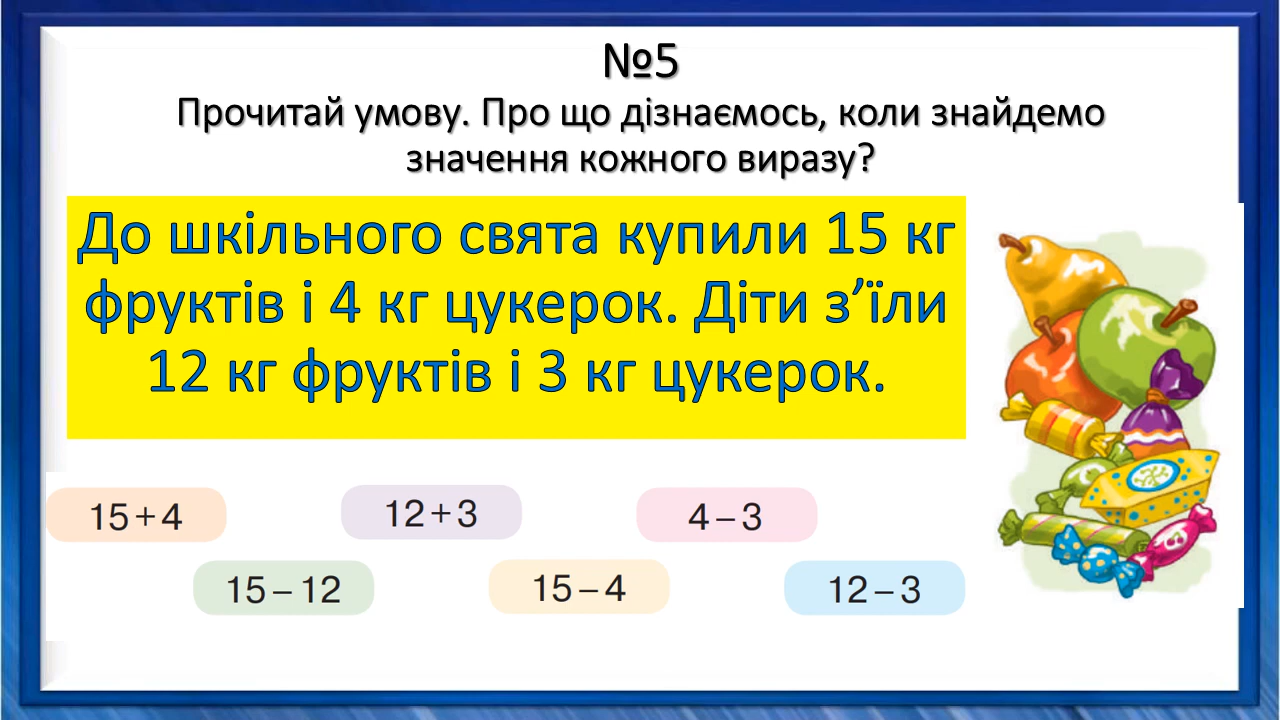 №5
Прочитай умову. Про що дізнаємось, коли знайдемо
значення кожного виразу?
До шкільного свята купили 15 кг
фруктів і 4 кг цукерок. Діти з’їли
12 кг фруктів і 3 кг цукерок.
15+4
12+3
4–3
15–12
15–4
12–3